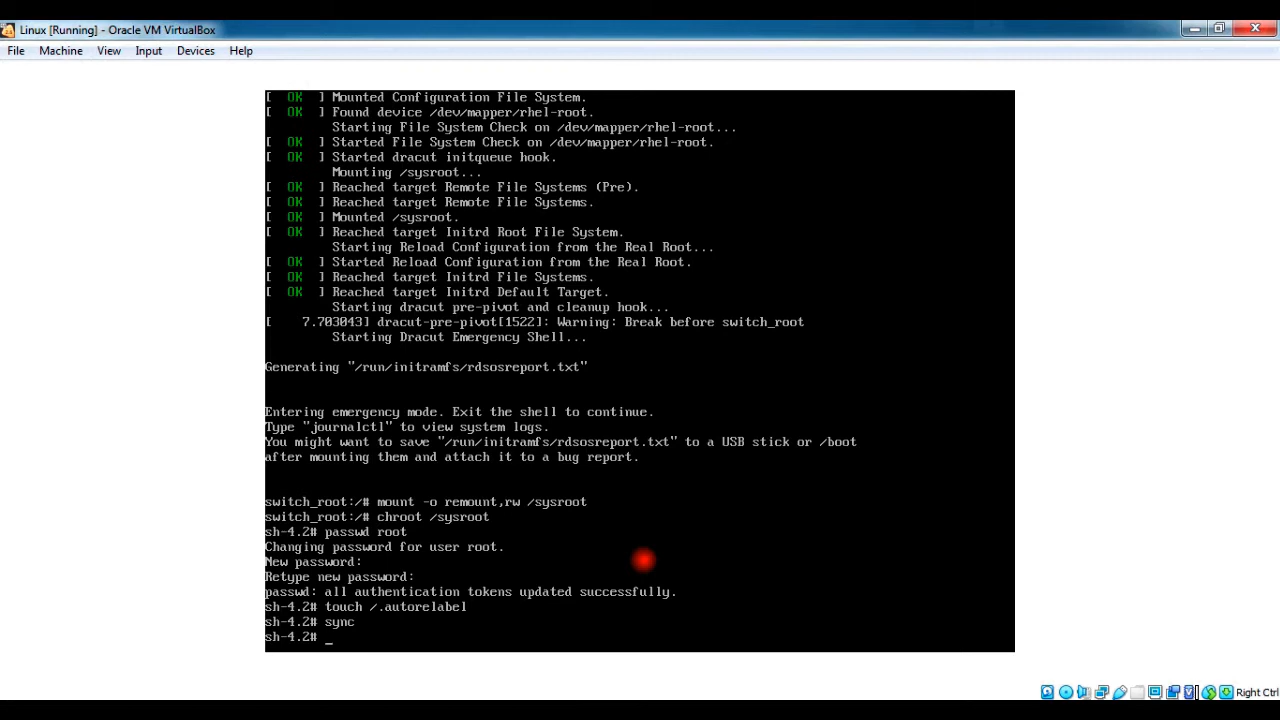 Linux [Running] - Oracle VM VirtualBox
File Machine View Input Devices Help
[ OK ] Mounted Configuration File System.
[ OK ] Found device /dev/mapper/rhel-root.
Starting File System Check on /dev/mapper/rhel-root...
[ OK ] Started File System Check on /dev/mapper/rhel-root.
[ OK ] Started dracut initqueue hook.
Mounting /sysroot...
[ OK ] Reached target Remote File Systems (Pre).
[ OK ] Reached target Remote File Systems.
[ OK ] Mounted /sysroot.
[ OK ] Reached target Initrd Root File System.
Starting Reload Configuration from the Real Root...
[ OK ] Started Reload Configuration from the Real Root.
[ OK ] Reached target Initrd File Systems.
[ OK ] Reached target Initrd Default Target.
Starting dracut pre-pivot and cleanup hook...
[ 7.703043] dracut-pre-pivot[1522]: Warning: Break before switch_root
Starting Dracut Emergency Shell...
Generating "/run/initramfs/rdsosreport.txt"
Entering emergency mode. Exit the shell to continue.
Type "journalctl" to view system logs.
You might want to save "/run/initramfs/rdsosreport.txt" to a USB stick or /boot
after mounting them and attach it to a bug report.
switch_root:/# mount -o remount,rw /sysroot
switch_root:/# chroot /sysroot
sh-4.2# passwd root
Changing password for user root.
New password:
Retype new password:
passwd: all authentication tokens updated successfully.
sh-4.2# touch /.autorelabel
sh-4.2# sync
sh-4.2# _
Right Ctrl